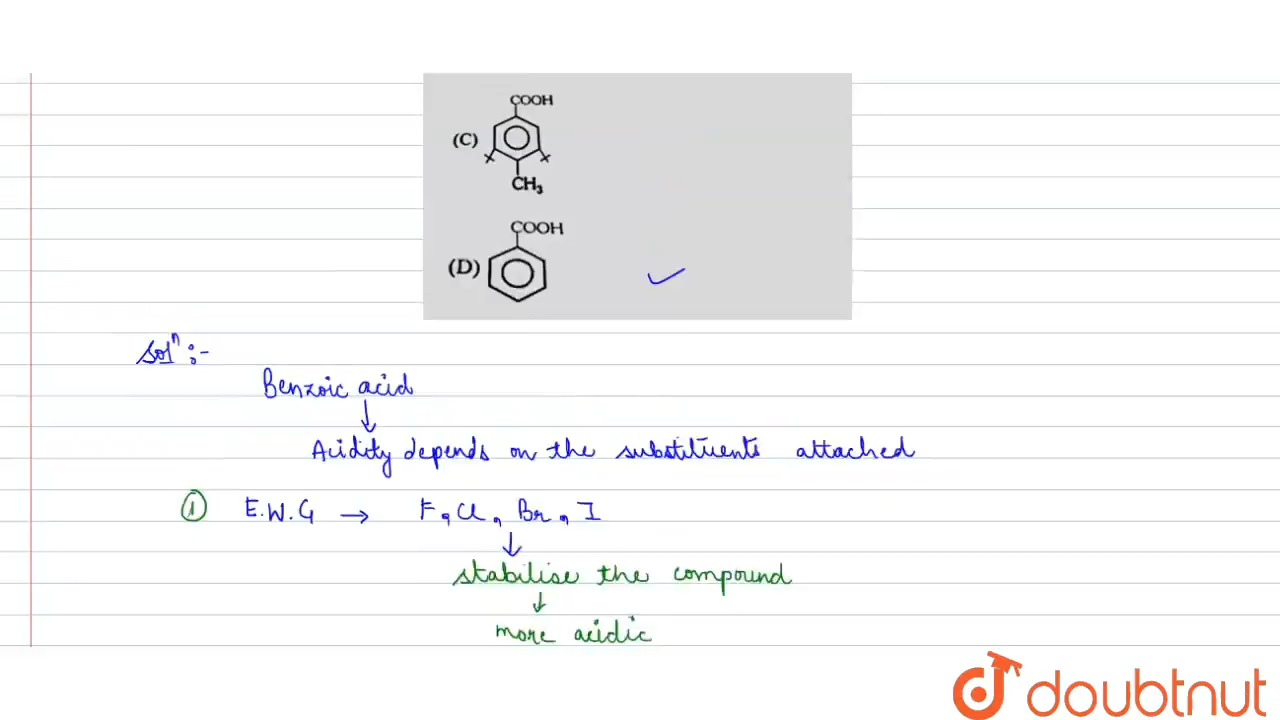 COOH
(C)
CH3
COOH
(D)
Solⁿ :-
Benzoic acid
Acidity depends on the substituents attached
① E.W.G → F, Cl, Br, I
stabilise the compound
more acidic
doubtnut